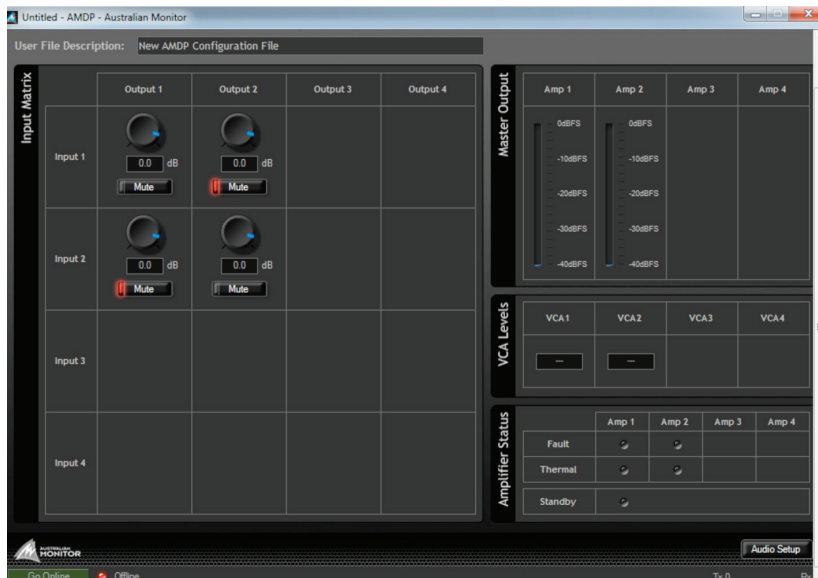 Untitled - AMDP - Australian Monitor
User File Description: New AMDP Configuration File
Input Matrix
Output 1 Output 2 Output 3 Output 4
Input 1
0.0 dB 0.0 dB
Mute Mute
Input 2
0.0 dB 0.0 dB
Mute Mute
Input 3
Input 4
Master Output
Amp 1 Amp 2 Amp 3 Amp 4
0dBFS 0dBFS
-10dBFS -10dBFS
-20dBFS -20dBFS
-30dBFS -30dBFS
-40dBFS -40dBFS
VCA Levels
VCA1 VCA2 VCA3 VCA4
--- ---
Amplifier Status
Amp 1 Amp 2 Amp 3 Amp 4
Fault
Thermal
Standby
AUSTRALIAN
MONITOR
Audio Setup
Go Online Offline Tx 0 Rx